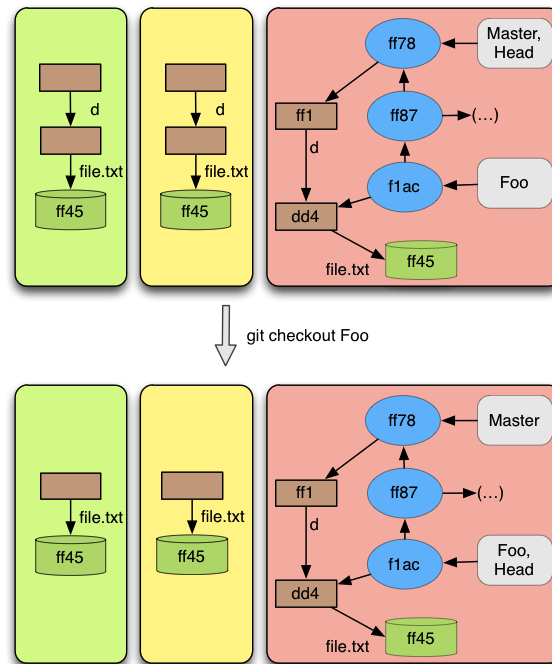 Master,
Head
ff78
ff1
ff87
(...)
d
d
d
file.txt
file.txt
f1ac
Foo
ff45
ff45
dd4
file.txt
ff45
git checkout Foo
ff78
Master
ff1
ff87
(...)
d
file.txt
file.txt
f1ac
Foo,
Head
ff45
ff45
dd4
file.txt
ff45